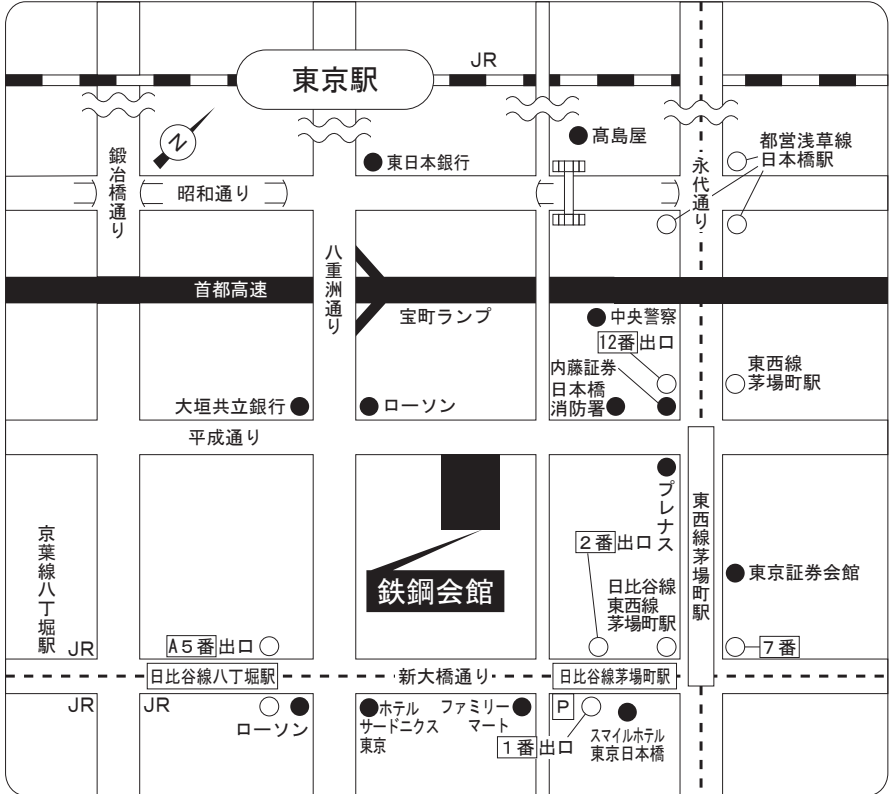 東京駅
JR
N
髙島屋
都営浅草線
日本橋駅
東日本銀行
鍛冶橋通り
昭和通り
永代通り
八重洲通り
首都高速
宝町ランプ
中央警察
12番出口
内藤証券
日本橋
消防署
東西線
茅場町駅
大垣共立銀行
ローソン
平成通り
プレナス
東西線茅場町駅
京葉線八丁堀駅
2番出口
鉄鋼会館
日比谷線
東西線
茅場町駅
東京証券会館
JR
A5番出口
7番
日比谷線八丁堀駅
新大橋通り
日比谷線茅場町駅
JR
JR
ローソン
ホテル
サードニクス
東京
ファミリー
マート
P
1番出口
スマイルホテル
東京日本橋